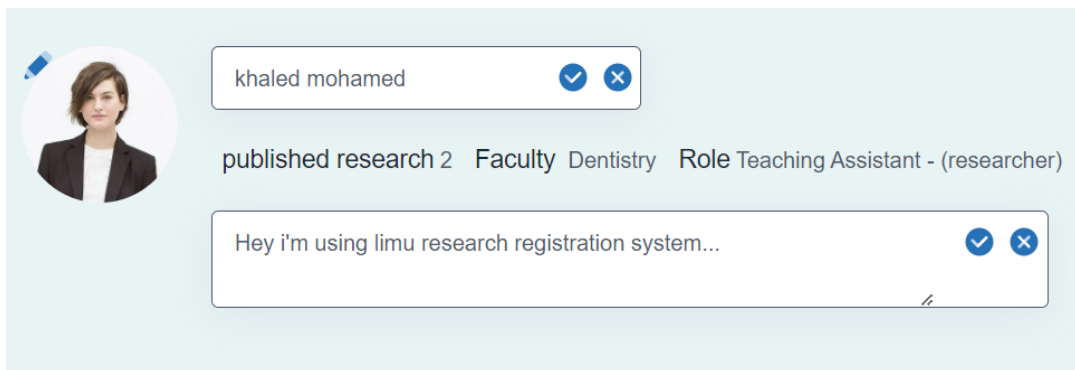 khaled mohamed
published research 2 Faculty Dentistry Role Teaching Assistant - (researcher)
Hey i'm using limu research registration system...